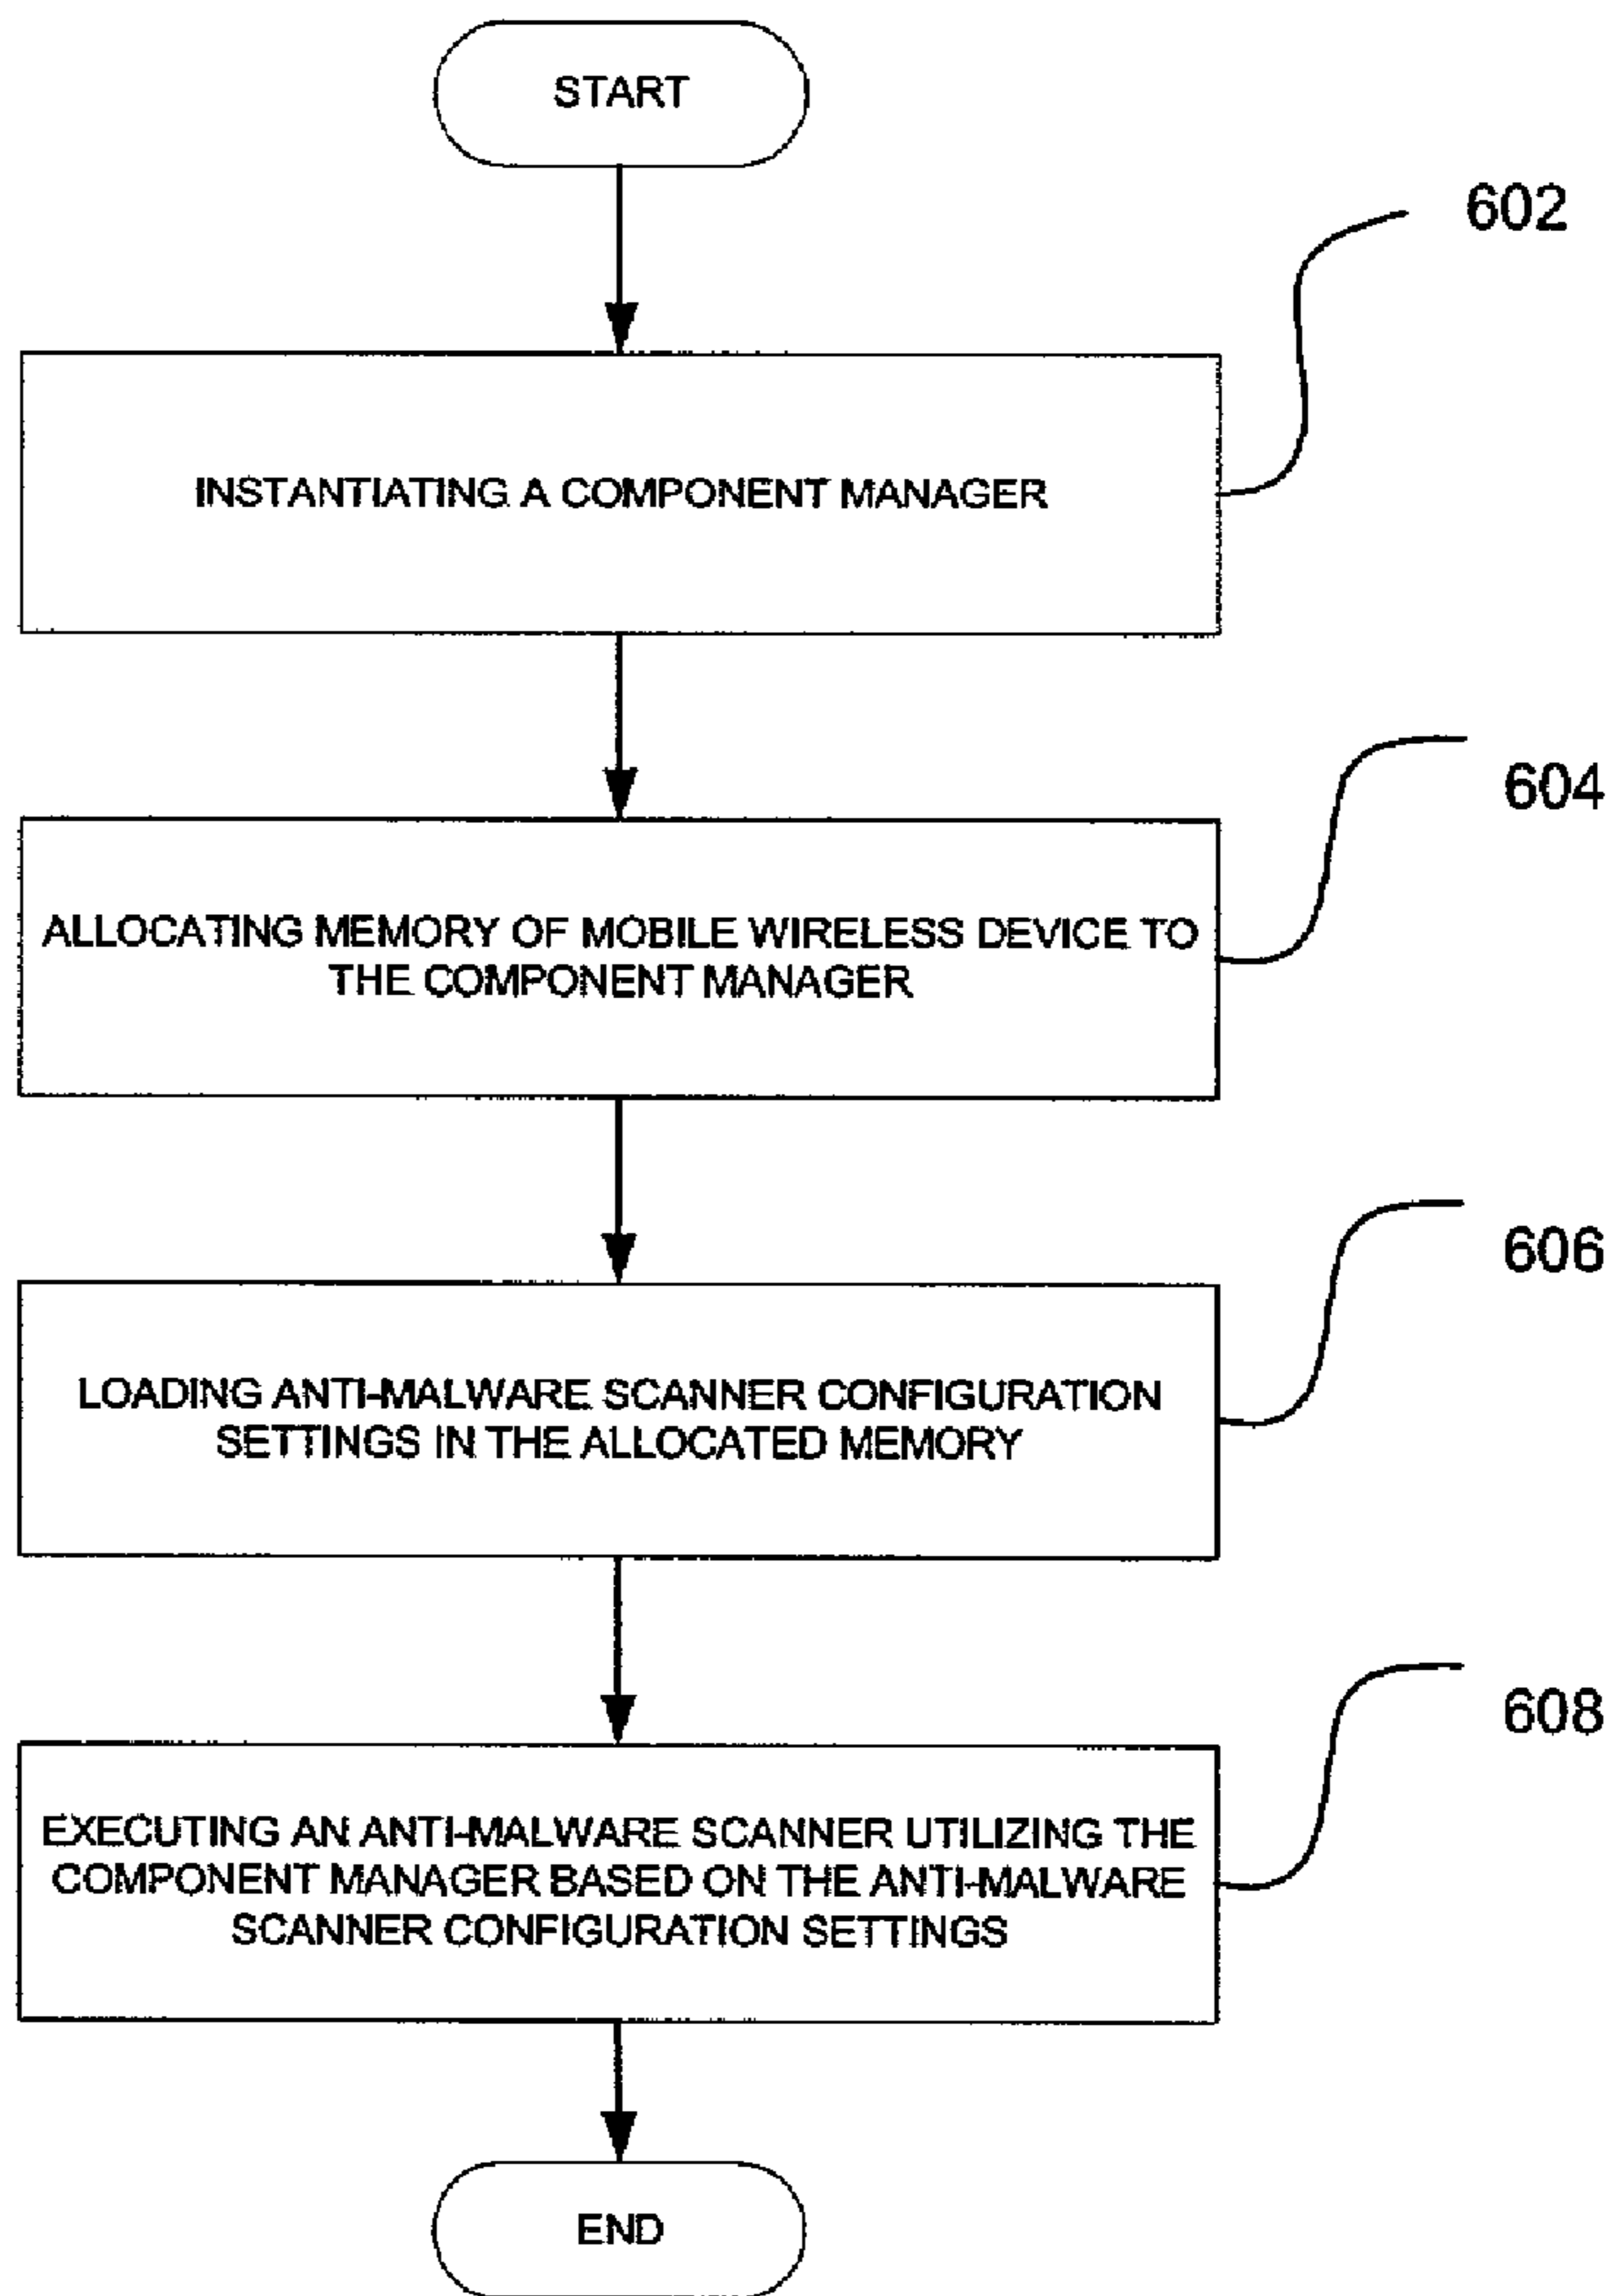 START
602
INSTANTIATING A COMPONENT MANAGER
604
ALLOCATING MEMORY OF MOBILE WIRELESS DEVICE TO
THE COMPONENT MANAGER
606
LOADING ANTI-MALWARE SCANNER CONFIGURATION
SETTINGS IN THE ALLOCATED MEMORY
608
EXECUTING AN ANTI-MALWARE SCANNER UTILIZING THE
COMPONENT MANAGER BASED ON THE ANTI-MALWARE
SCANNER CONFIGURATION SETTINGS
END